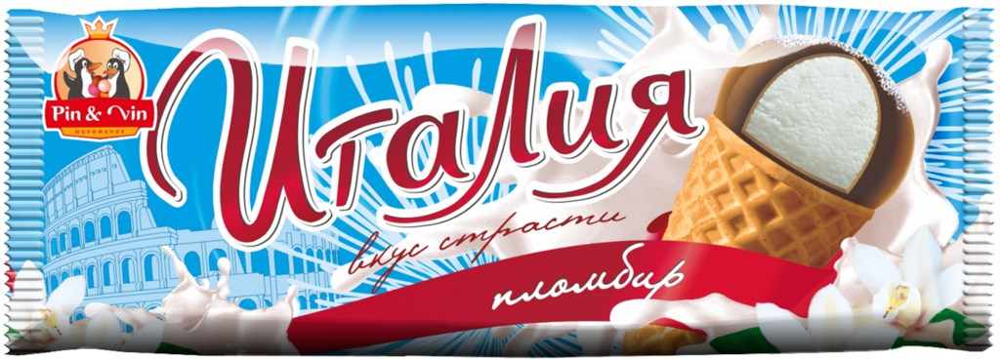 Pin & Vin
МОРОЖЕНОЕ
Италия
вкус страсти
пломбир